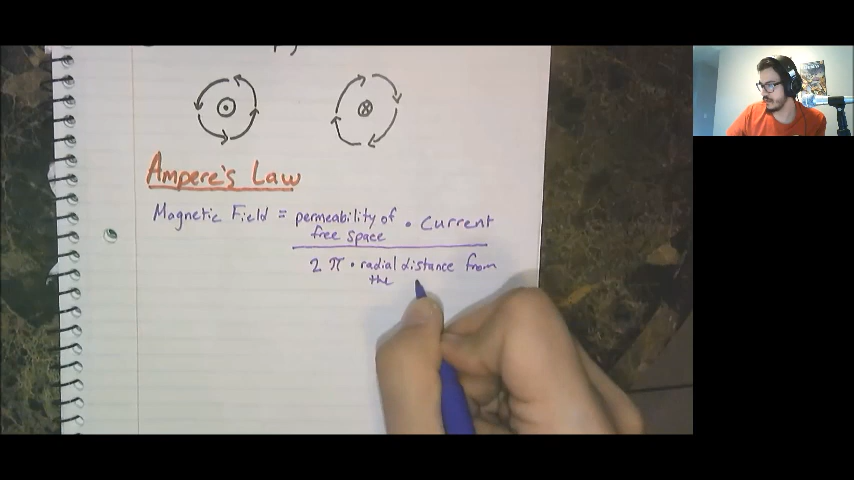 Ampere's Law
Magnetic Field = permeability of • Current
free space
2 π • radial distance from
the